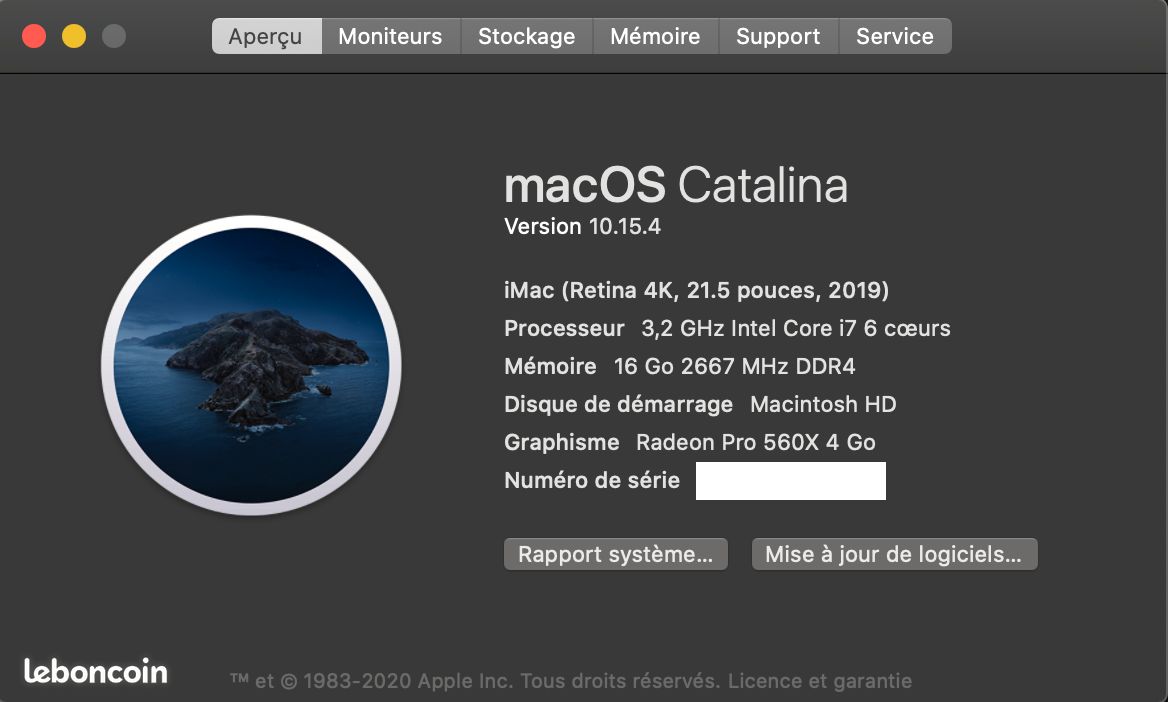 Aperçu Moniteurs Stockage Mémoire Support Service
macOS Catalina
Version 10.15.4
iMac (Retina 4K, 21.5 pouces, 2019)
Processeur 3,2 GHz Intel Core i7 6 cœurs
Mémoire 16 Go 2667 MHz DDR4
Disque de démarrage Macintosh HD
Graphisme Radeon Pro 560X 4 Go
Numéro de série
Rapport système... Mise à jour de logiciels...
leboncoin
™ et © 1983-2020 Apple Inc. Tous droits réservés. Licence et garantie